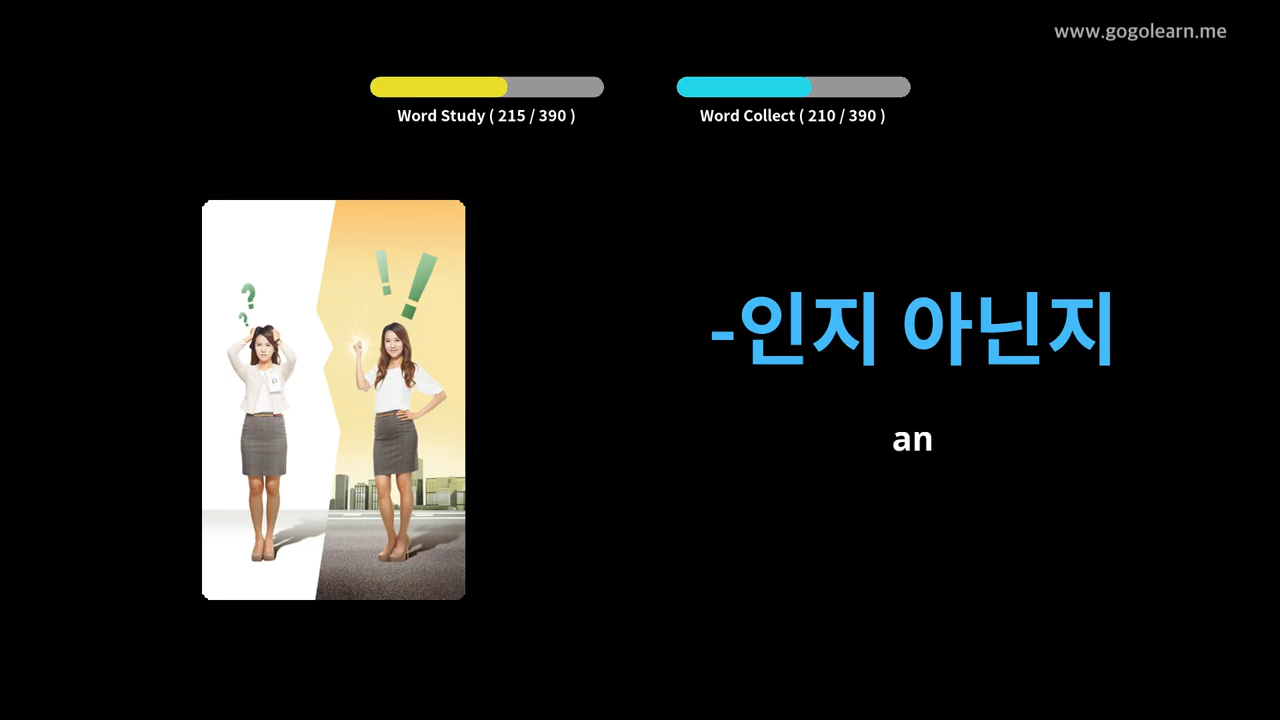 www.gogolearn.me
Word Study ( 215 / 390 )
Word Collect ( 210 / 390 )
? ?
! !
-인지 아닌지
an